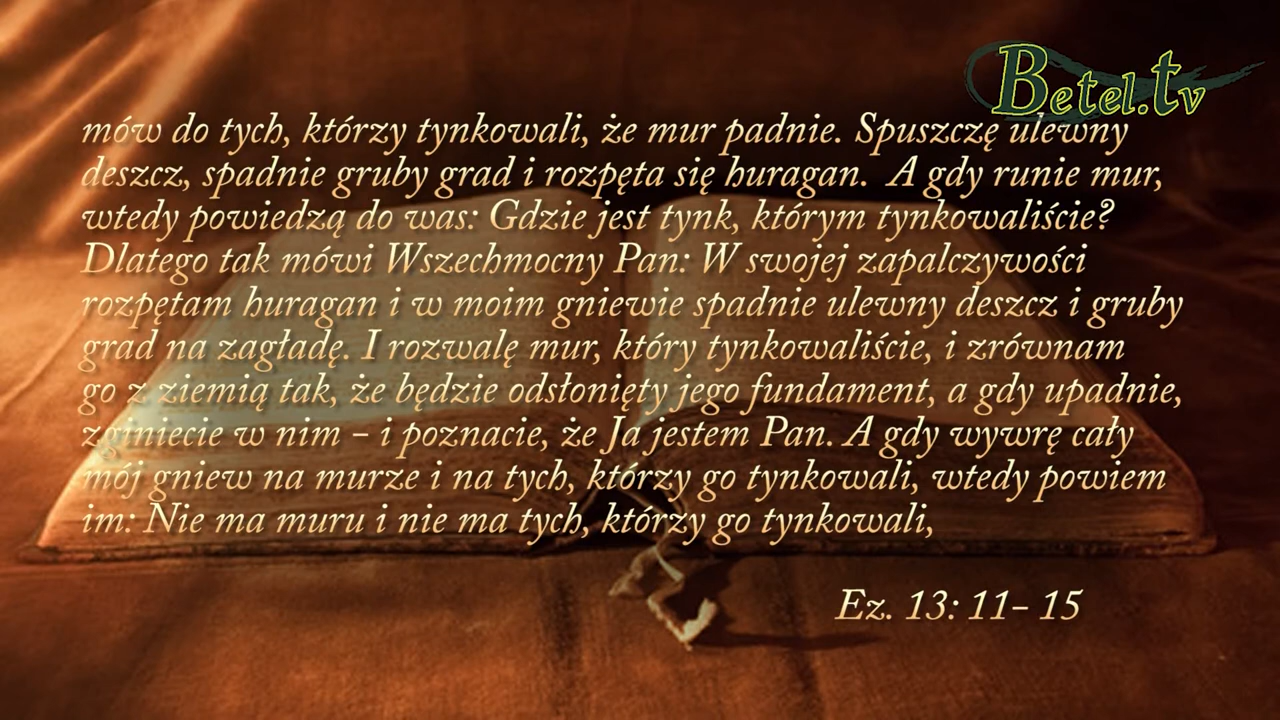 Betel.tv
mów do tych, którzy tynkowali, że mur padnie. Spuszczę ulewny
deszcz, spadnie gruby grad i rozpęta się huragan. A gdy runie mur,
wtedy powiedzą do was: Gdzie jest tynk, którym tynkowaliście?
Dlatego tak mówi Wszechmocny Pan: W swojej zapalczywości
rozpętam huragan i w moim gniewie spadnie ulewny deszcz i gruby
grad na zagładę. I rozwalę mur, który tynkowaliście, i zrównam
go z ziemią tak, że będzie odsłonięty jego fundament, a gdy upadnie,
zginiecie w nim – i poznacie, że Ja jestem Pan. A gdy wywrę cały
mój gniew na murze i na tych, którzy go tynkowali, wtedy powiem
im: Nie ma muru i nie ma tych, którzy go tynkowali,
Ez. 13: 11– 15